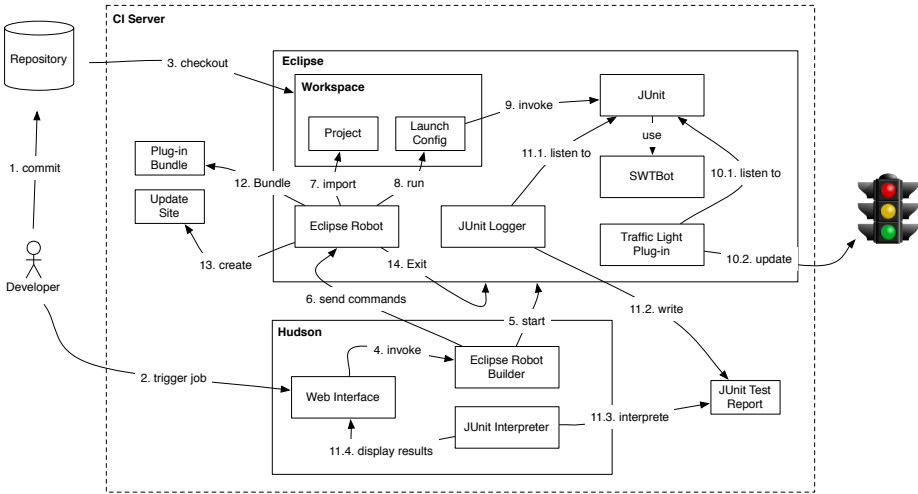 CI Server
Repository
3. checkout
Eclipse
Workspace
JUnit
9. invoke
Project
Launch
Config
use
Plug-in
Bundle
11.1. listen to
1. commit
10.1. listen to
SWTBot
12. Bundle
7. import
8. run
Update
Site
Eclipse Robot
JUnit Logger
Traffic Light
Plug-in
13. create
14. Exit
10.2. update
Developer
6. send commands
11.2. write
5. start
Hudson
4. invoke
Eclipse Robot
Builder
2. trigger job
Web Interface
JUnit Test
Report
11.3. interprete
JUnit Interpreter
11.4. display results